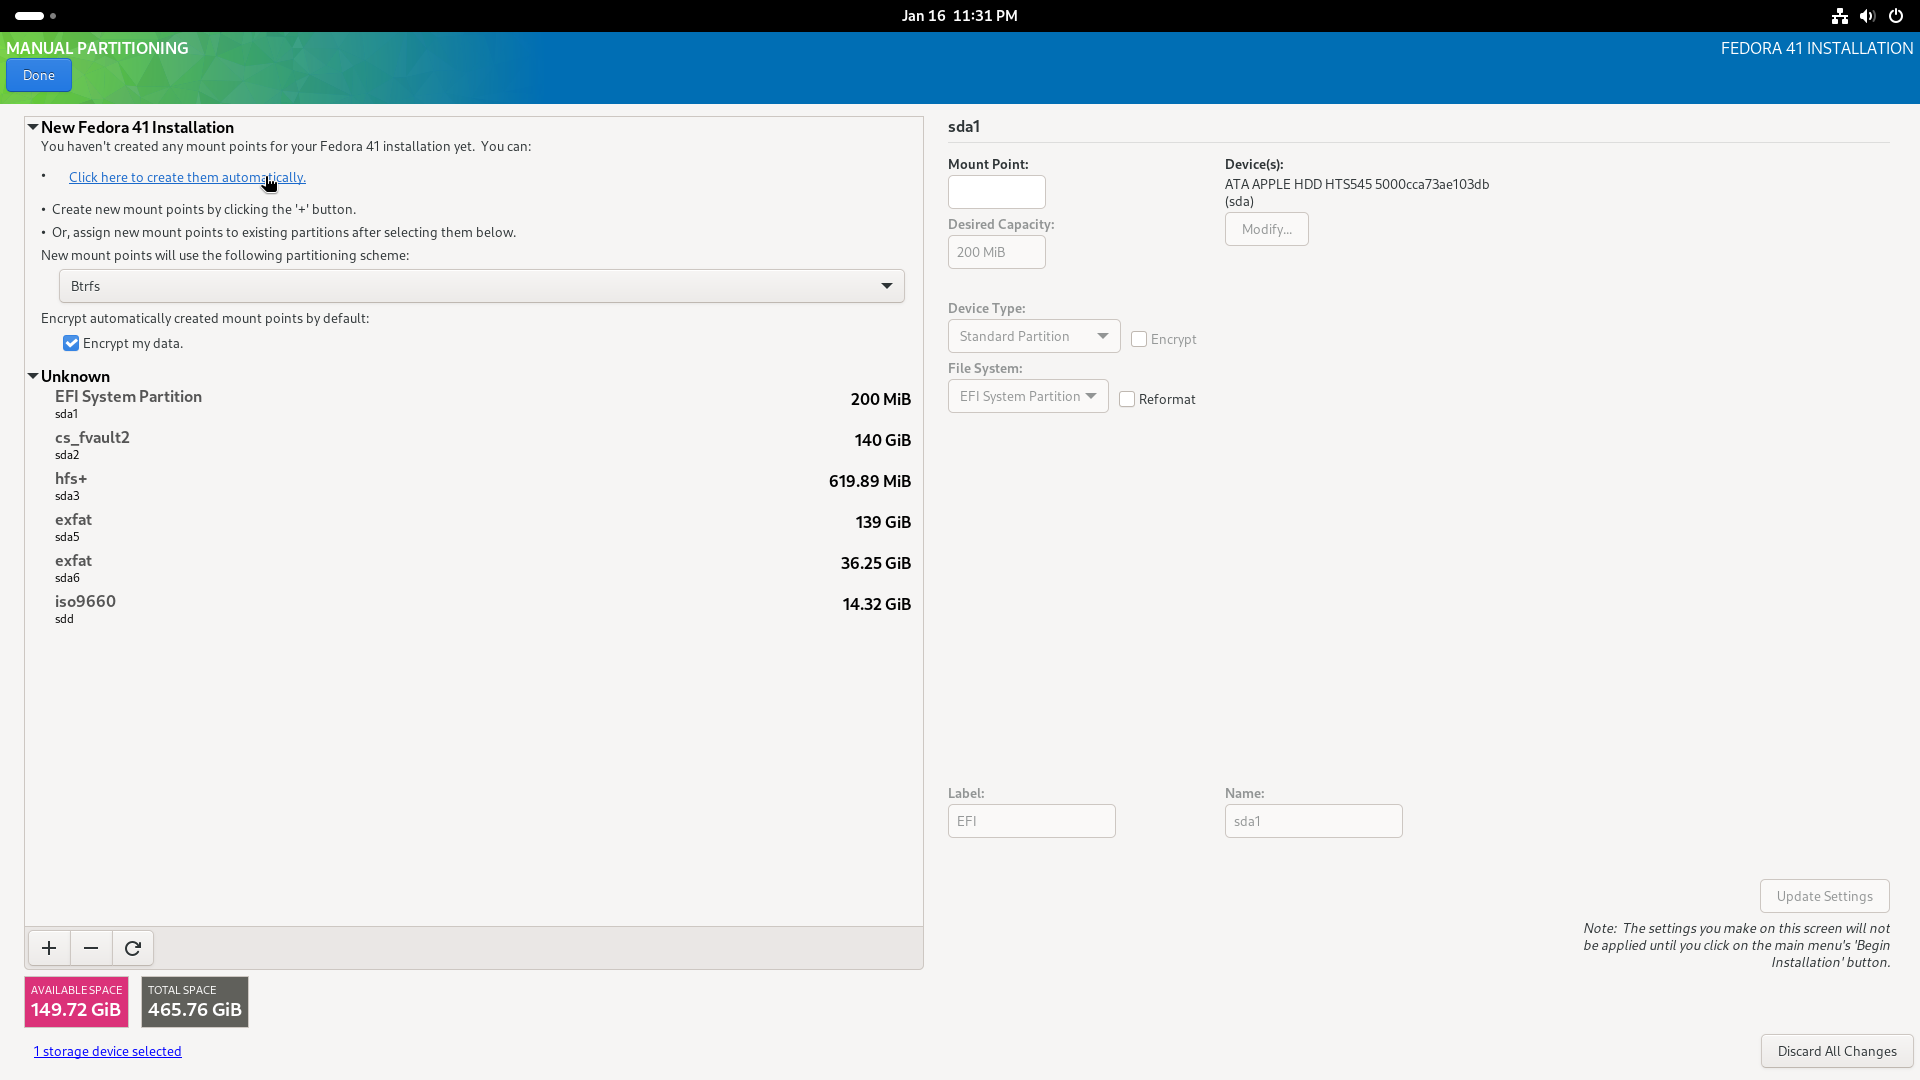 Jan 16 11:31 PM
MANUAL PARTITIONING
FEDORA 41 INSTALLATION
Done
New Fedora 41 Installation
You haven't created any mount points for your Fedora 41 installation yet. You can:
• Click here to create them automatically.
• Create new mount points by clicking the '+' button.
• Or, assign new mount points to existing partitions after selecting them below.
New mount points will use the following partitioning scheme:
Btrfs
Encrypt automatically created mount points by default:
Encrypt my data.
Unknown
EFI System Partition
200 MiB
sda1
cs_fvault2
140 GiB
sda2
hfs+
619.89 MiB
sda3
exfat
139 GiB
sda5
exfat
36.25 GiB
sda6
iso9660
14.32 GiB
sdd
AVAILABLE SPACE
149.72 GiB
TOTAL SPACE
465.76 GiB
1 storage device selected
sda1
Mount Point:
Desired Capacity:
200 MiB
Device(s):
ATA APPLE HDD HTS545 5000cca73ae103db
(sda)
Modify...
Device Type:
Standard Partition
Encrypt
File System:
EFI System Partition
Reformat
Label:
EFI
Name:
sda1
Update Settings
Note: The settings you make on this screen will not
be applied until you click on the main menu's 'Begin
Installation' button.
Discard All Changes